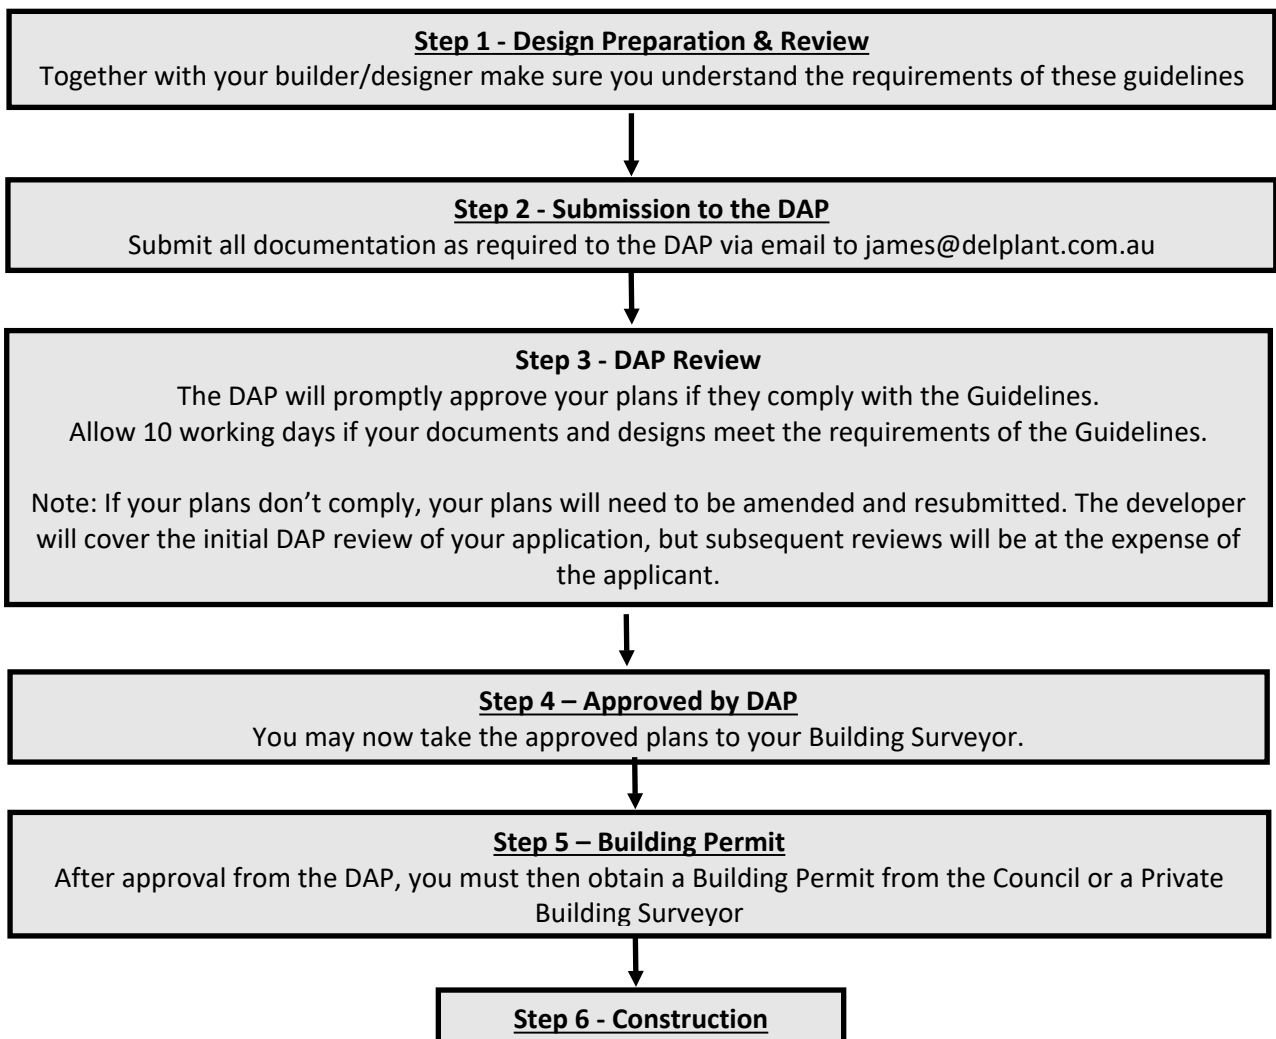 Step 1 - Design Preparation & Review
Together with your builder/designer make sure you understand the requirements of these guidelines
Step 2 - Submission to the DAP
Submit all documentation as required to the DAP via email to james@delplant.com.au
Step 3 - DAP Review
The DAP will promptly approve your plans if they comply with the Guidelines.
Allow 10 working days if your documents and designs meet the requirements of the Guidelines.
Note: If your plans don’t comply, your plans will need to be amended and resubmitted. The developer
will cover the initial DAP review of your application, but subsequent reviews will be at the expense of
the applicant.
Step 4 – Approved by DAP
You may now take the approved plans to your Building Surveyor.
Step 5 – Building Permit
After approval from the DAP, you must then obtain a Building Permit from the Council or a Private
Building Surveyor
Step 6 - Construction